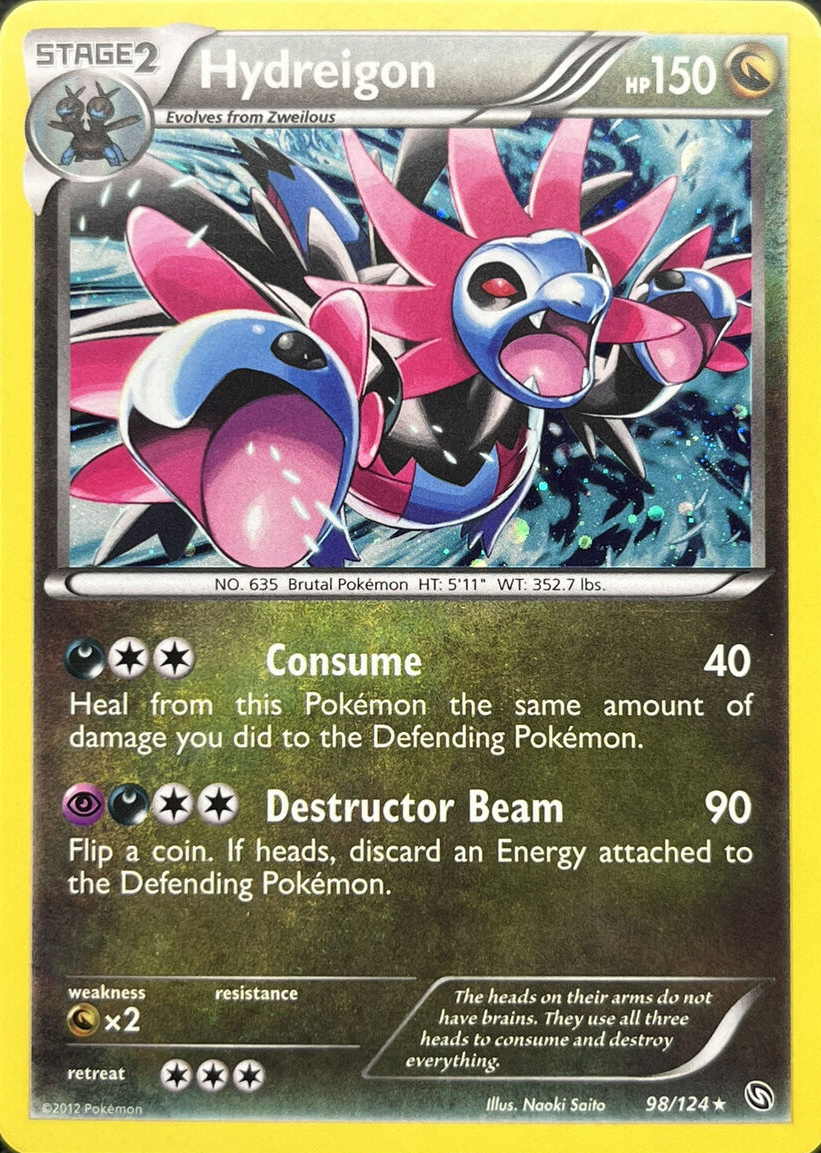 STAGE2
Hydreigon
HP150
Evolves from Zweilous
NO. 635 Brutal Pokémon HT: 5'11" WT: 352.7 lbs.
Consume 40
Heal from this Pokémon the same amount of
damage you did to the Defending Pokémon.
Destructor Beam 90
Flip a coin. If heads, discard an Energy attached to
the Defending Pokémon.
weakness resistance
×2
retreat
The heads on their arms do not
have brains. They use all three
heads to consume and destroy
everything.
©2012 Pokémon
Illus. Naoki Saito 98/124★